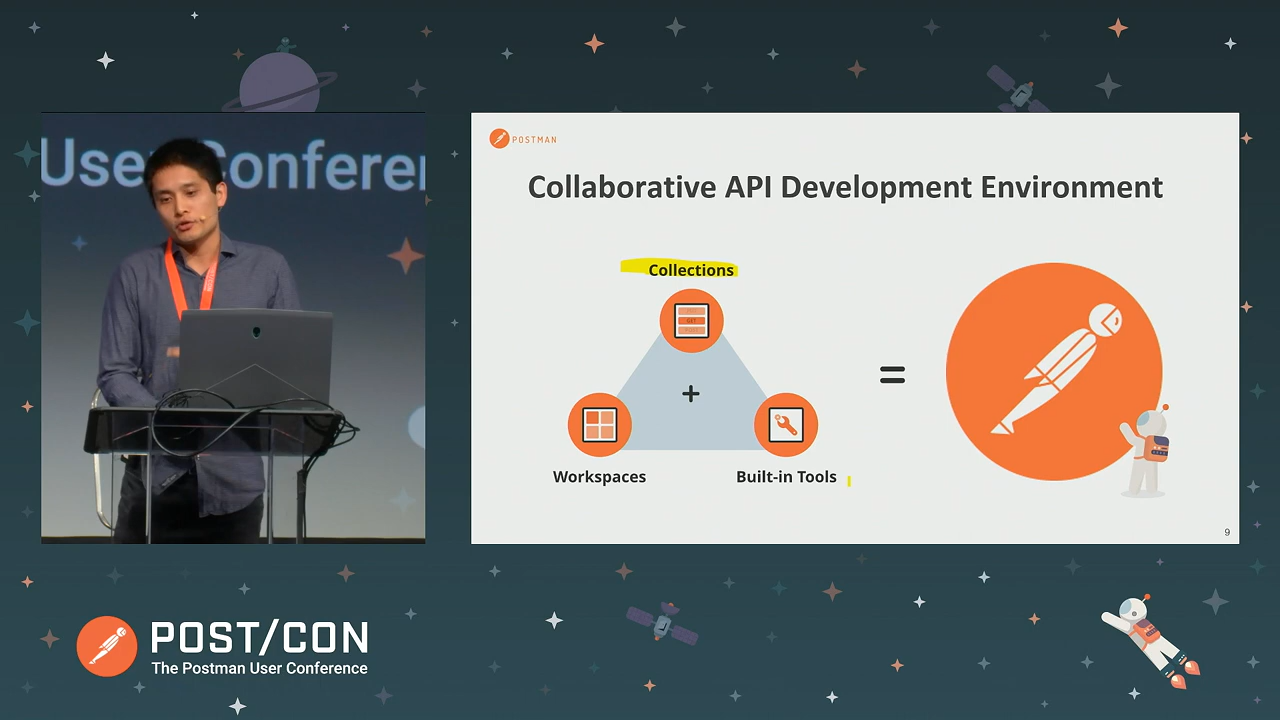 User Conferen
POSTMAN
Collaborative API Development Environment
Collections
GET
+
=
Workspaces
Built-in Tools
9
POST/CON
The Postman User Conference